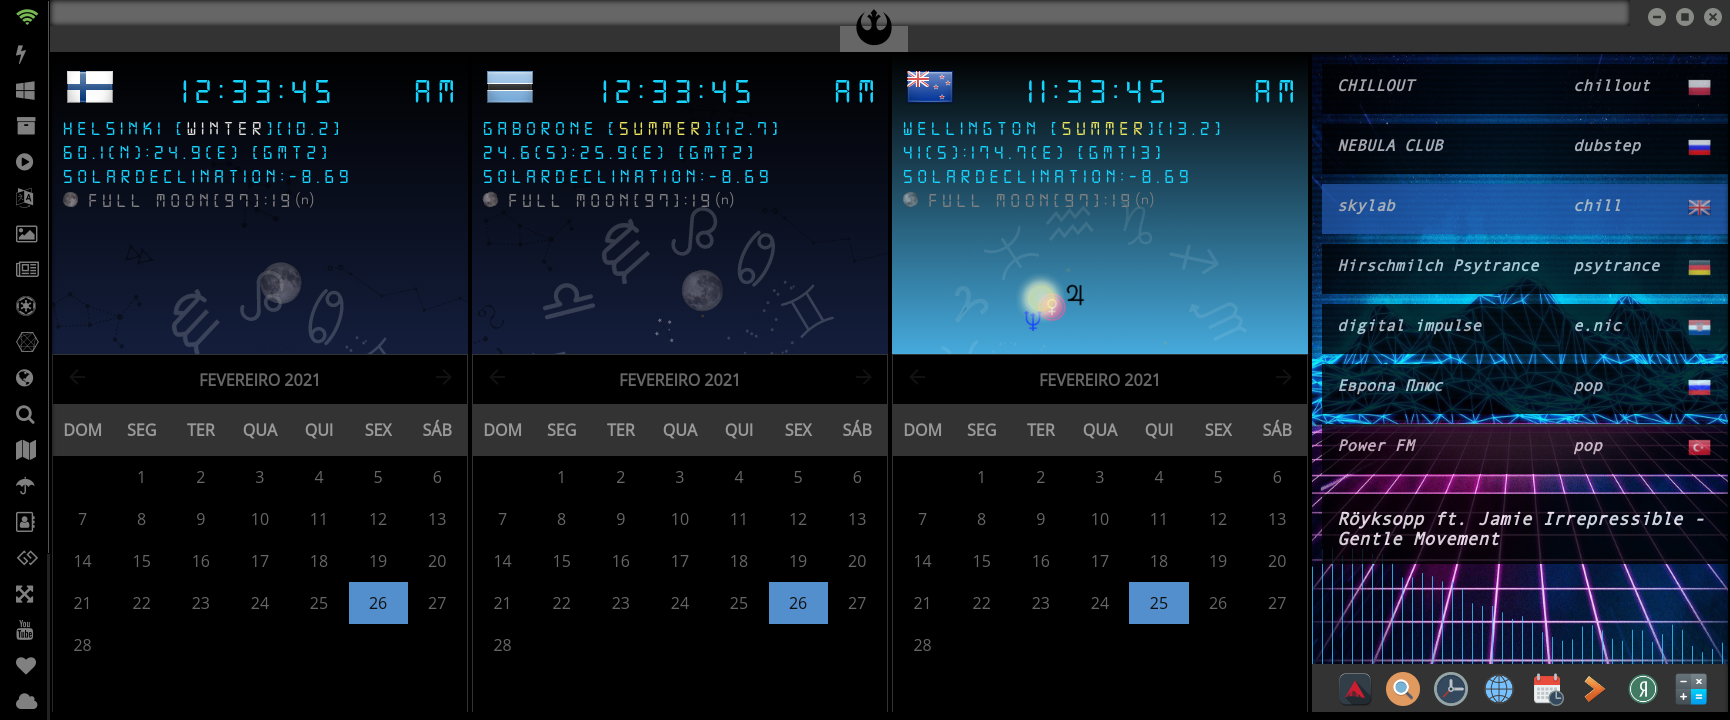 12:33:45 AM
HELSINKI [WINTER][10.2]
60.1(N):24.9(E) [GMT2]
SOLARDECLINATION:-8.69
FULL MOON[97]:19(n)
FEVEREIRO 2021
DOM SEG TER QUA QUI SEX SÁB
1 2 3 4 5 6
7 8 9 10 11 12 13
14 15 16 17 18 19 20
21 22 23 24 25 26 27
28
12:33:45 AM
GABORONE [SUMMER][12.7]
24.6(S):25.9(E) [GMT2]
SOLARDECLINATION:-8.69
FULL MOON[97]:19(n)
FEVEREIRO 2021
DOM SEG TER QUA QUI SEX SÁB
1 2 3 4 5 6
7 8 9 10 11 12 13
14 15 16 17 18 19 20
21 22 23 24 25 26 27
28
11:33:45 AM
WELLINGTON [SUMMER][13.2]
41(S):174.7(E) [GMT13]
SOLARDECLINATION:-8.69
FULL MOON[97]:19(n)
FEVEREIRO 2021
DOM SEG TER QUA QUI SEX SÁB
1 2 3 4 5 6
7 8 9 10 11 12 13
14 15 16 17 18 19 20
21 22 23 24 25 26 27
28
CHILLOUT chillout
NEBULA CLUB dubstep
skylab chill
Hirschmilch Psytrance psytrance
digital impulse e.nic
Европа Плюс pop
Power FM pop
Röyksopp ft. Jamie Irrepressible -
Gentle Movement
You
Tube
Я